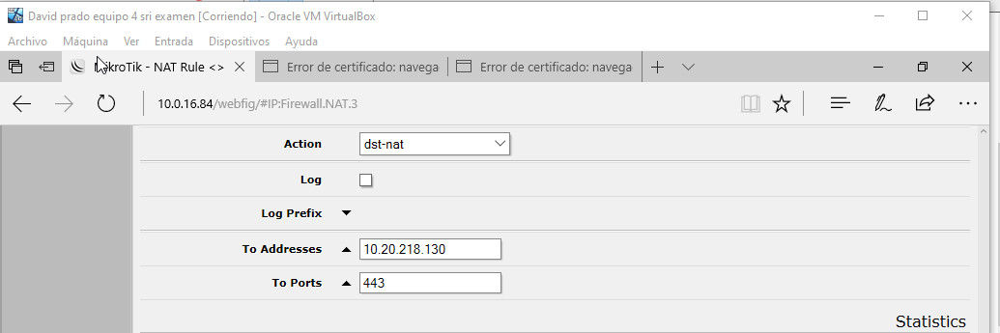 David prado equipo 4 sri examen [Corriendo] - Oracle VM VirtualBox
Archivo Máquina Ver Entrada Dispositivos Ayuda
MikroTik - NAT Rule <> Error de certificado: navega Error de certificado: navega
10.0.16.84/webfig/#IP:Firewall.NAT.3
Action dst-nat
Log
Log Prefix
To Addresses 10.20.218.130
To Ports 443
Statistics